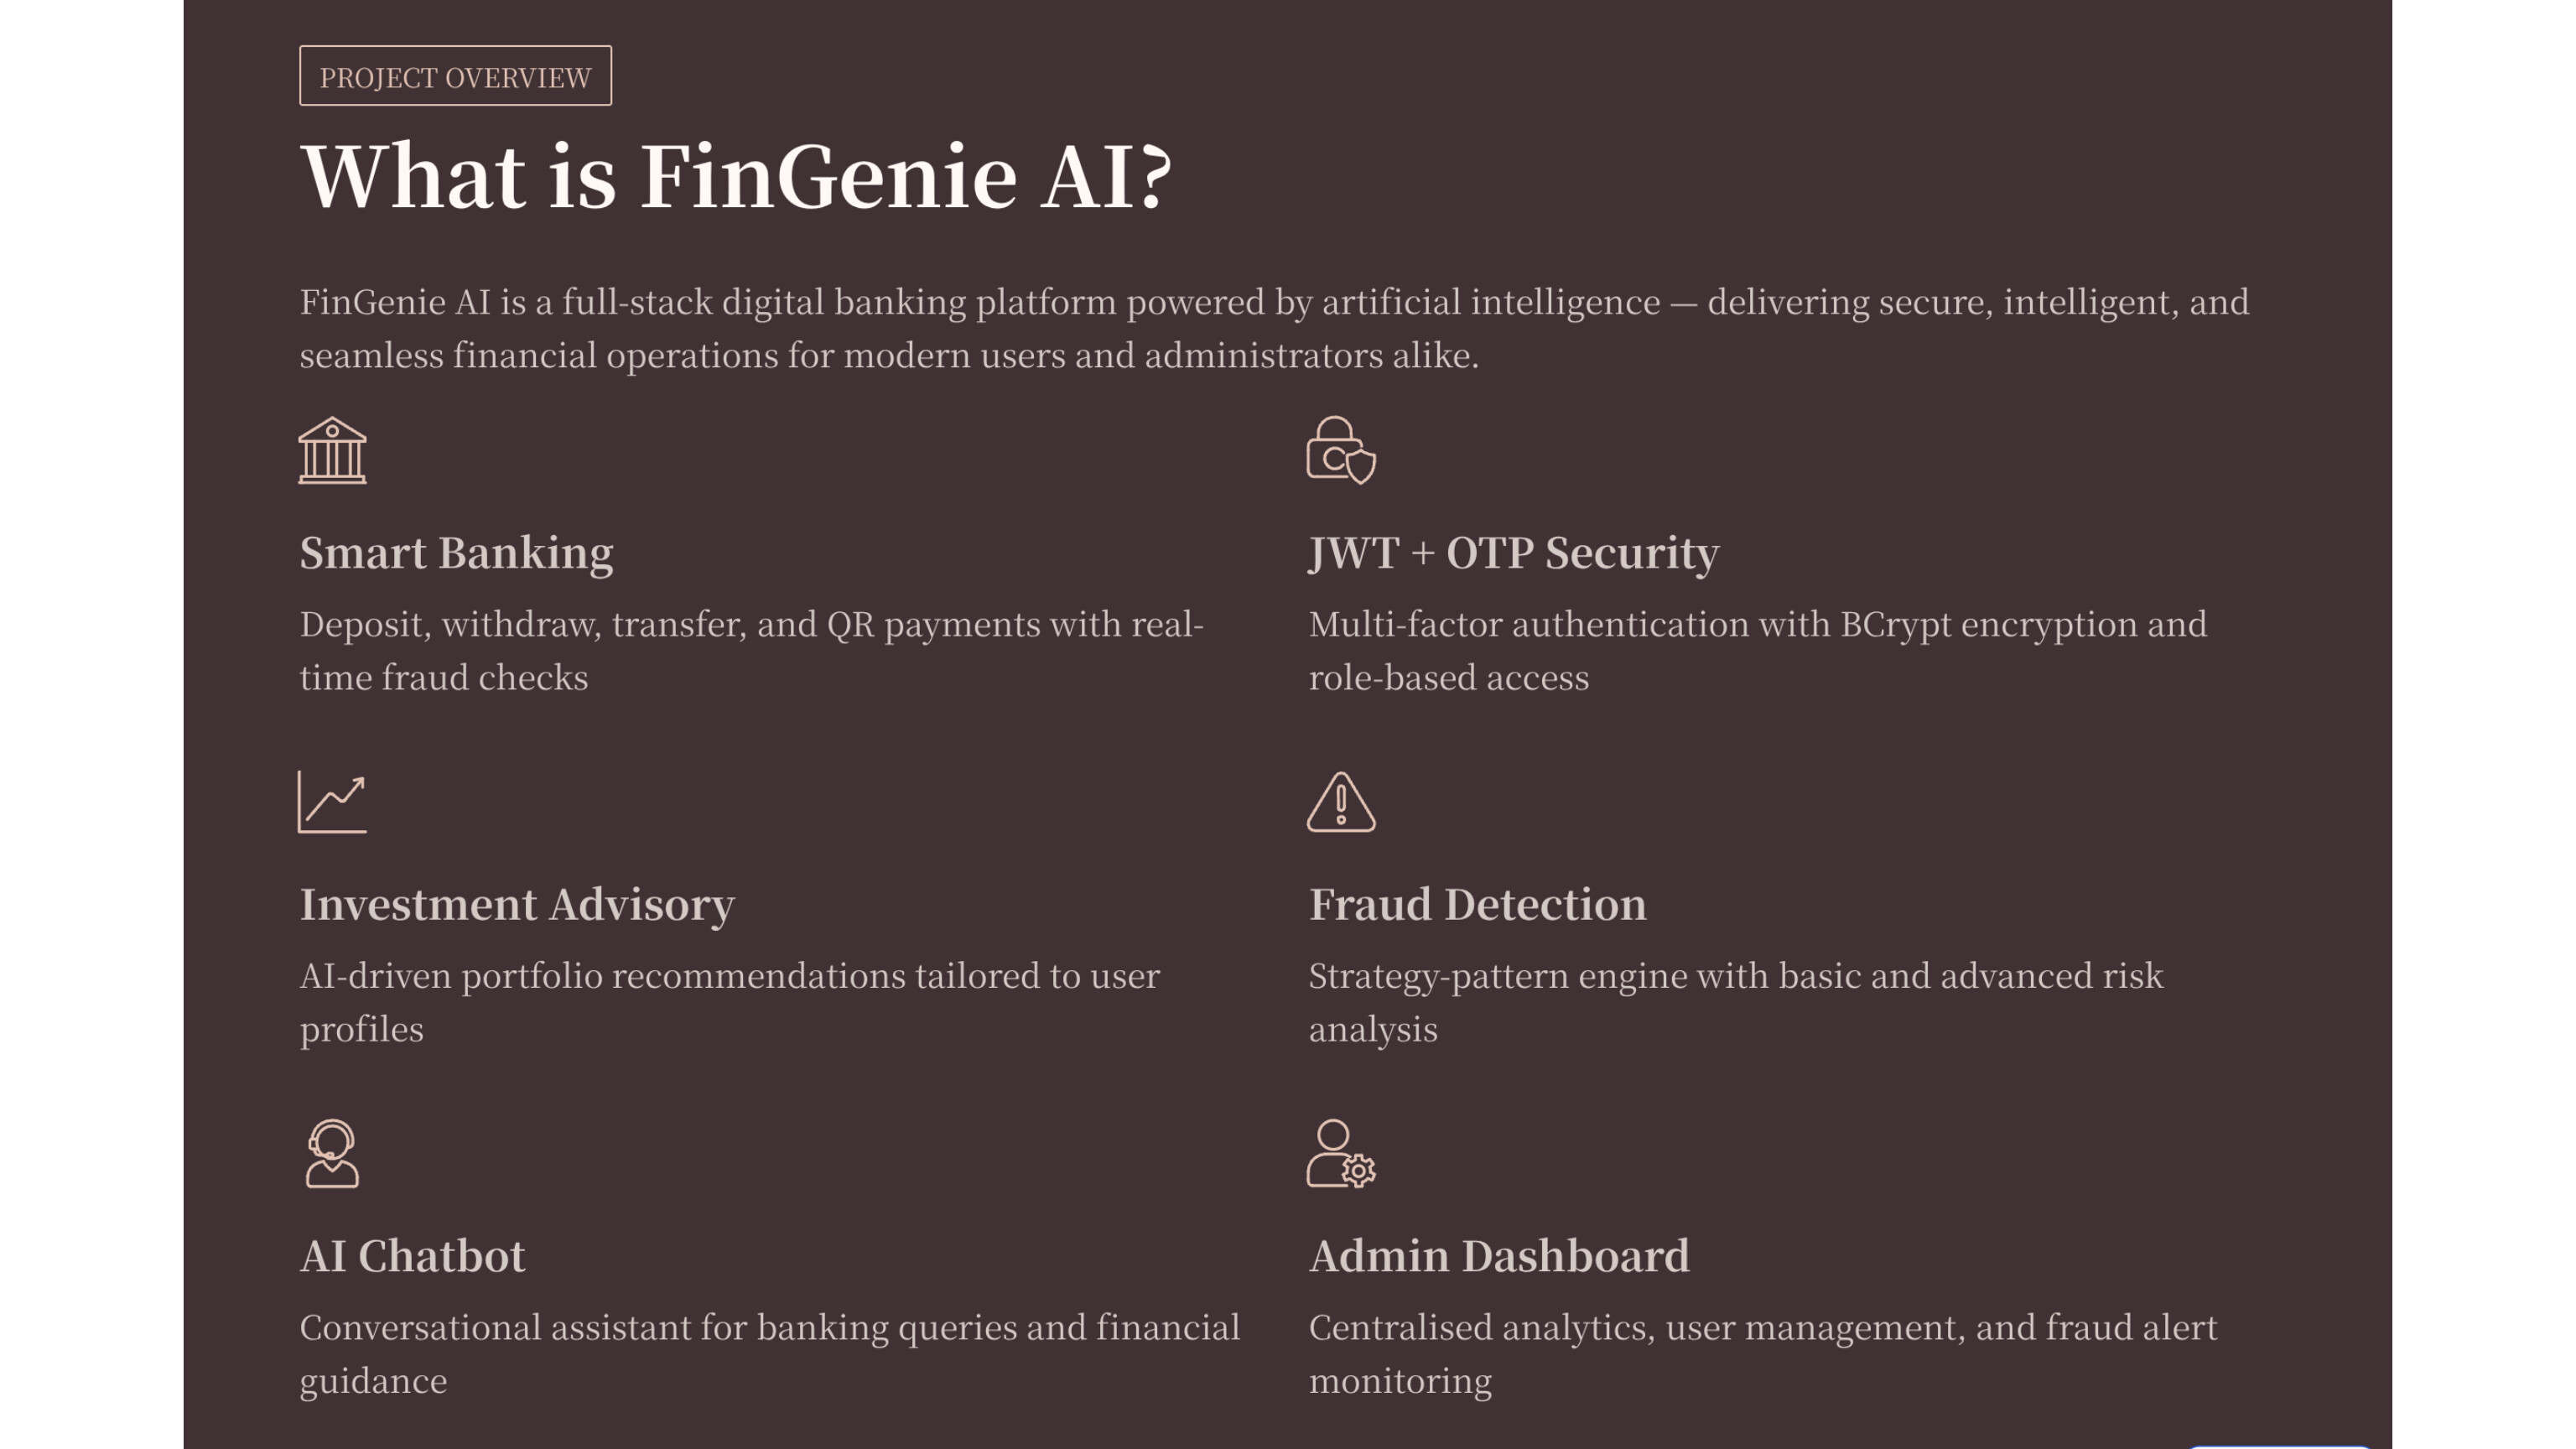 PROJECT OVERVIEW
What is FinGenie AI?
FinGenie AI is a full-stack digital banking platform powered by artificial intelligence — delivering secure, intelligent, and
seamless financial operations for modern users and administrators alike.
Smart Banking
Deposit, withdraw, transfer, and QR payments with real-
time fraud checks
JWT + OTP Security
Multi-factor authentication with BCrypt encryption and
role-based access
Investment Advisory
AI-driven portfolio recommendations tailored to user
profiles
Fraud Detection
Strategy-pattern engine with basic and advanced risk
analysis
AI Chatbot
Conversational assistant for banking queries and financial
guidance
Admin Dashboard
Centralised analytics, user management, and fraud alert
monitoring